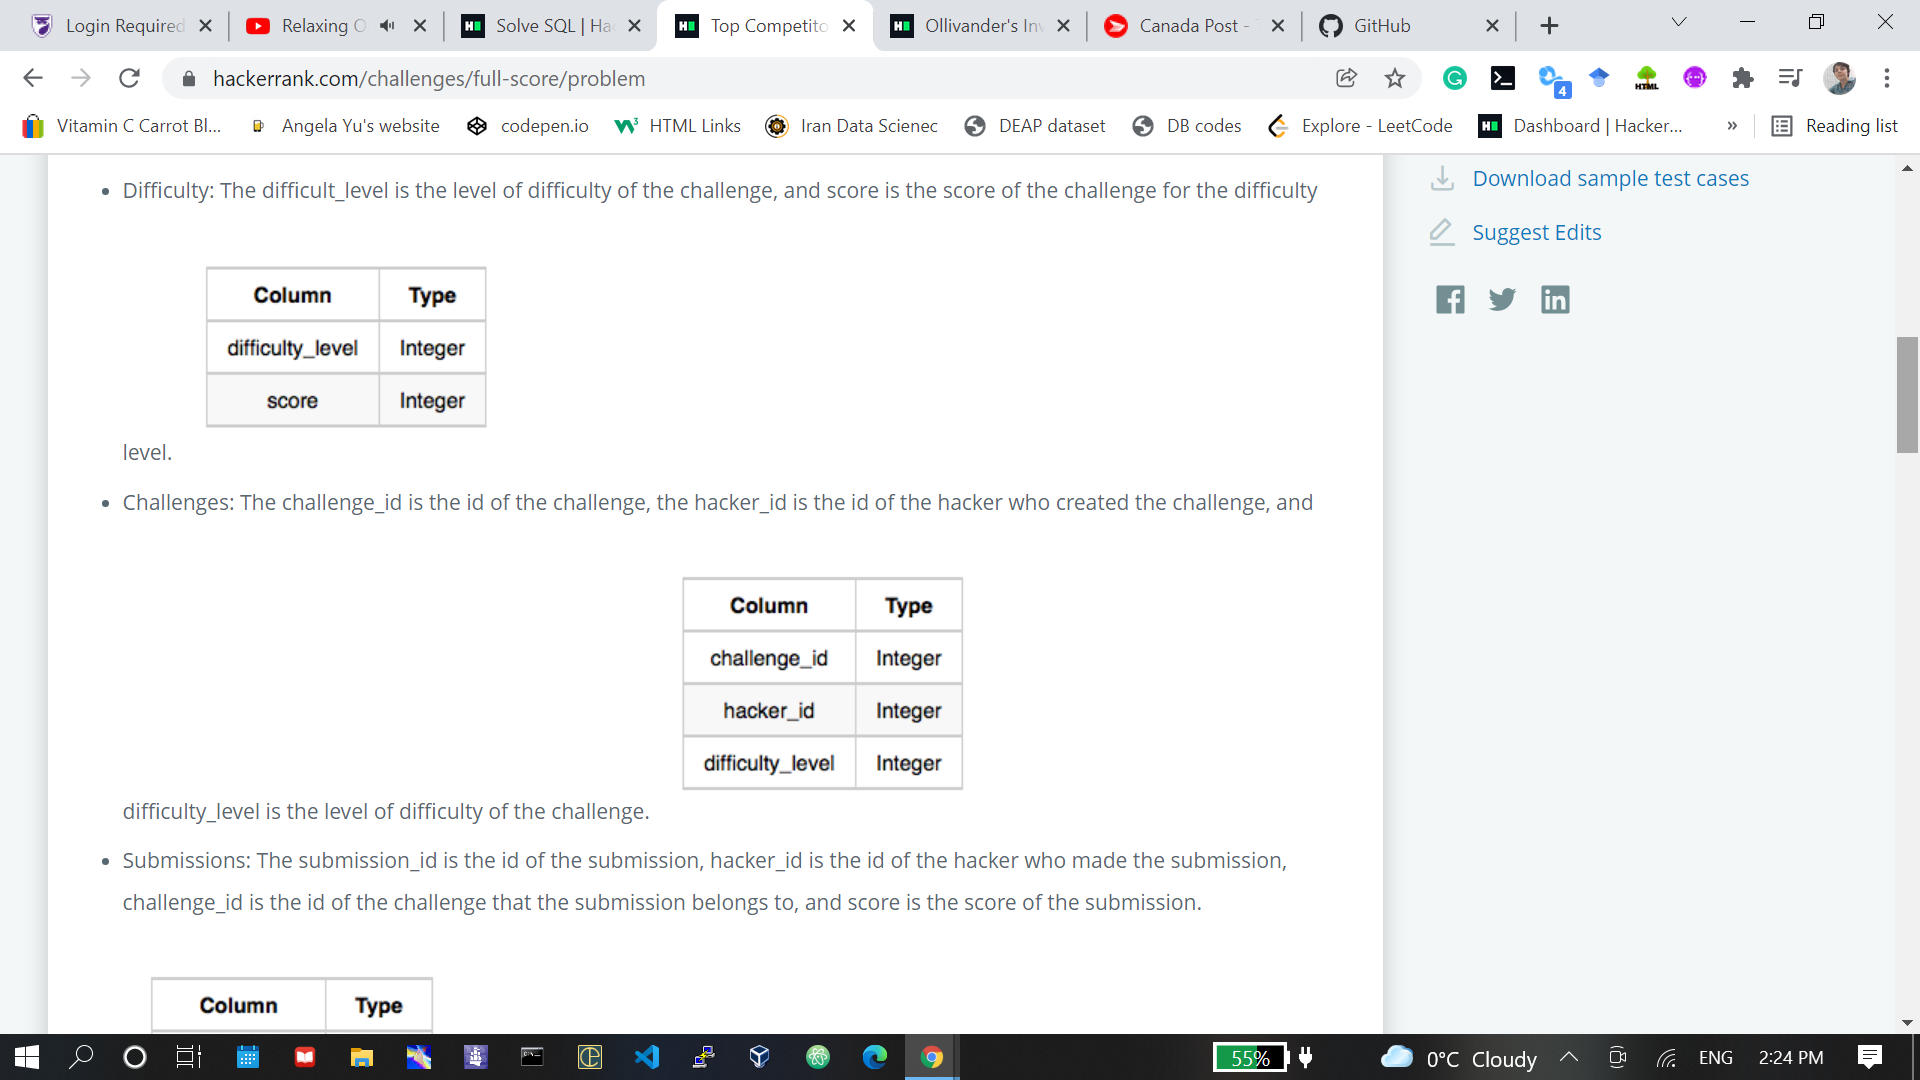 Login Required
Relaxing O
Solve SQL | Ha
Top Competito
Ollivander's Inv
Canada Post -
GitHub
hackerrank.com/challenges/full-score/problem
4
HTML
Vitamin C Carrot Bl...
Angela Yu's website
codepen.io
HTML Links
Iran Data Scienec
DEAP dataset
DB codes
Explore - LeetCode
Dashboard | Hacker...
»
Reading list
Difficulty: The difficult_level is the level of difficulty of the challenge, and score is the score of the challenge for the difficulty
Column Type
difficulty_level Integer
score Integer
level.
Challenges: The challenge_id is the id of the challenge, the hacker_id is the id of the hacker who created the challenge, and
Column Type
challenge_id Integer
hacker_id Integer
difficulty_level Integer
difficulty_level is the level of difficulty of the challenge.
Submissions: The submission_id is the id of the submission, hacker_id is the id of the hacker who made the submission,
challenge_id is the id of the challenge that the submission belongs to, and score is the score of the submission.
Column Type
Download sample test cases
Suggest Edits
55%
0°C Cloudy
ENG
2:24 PM